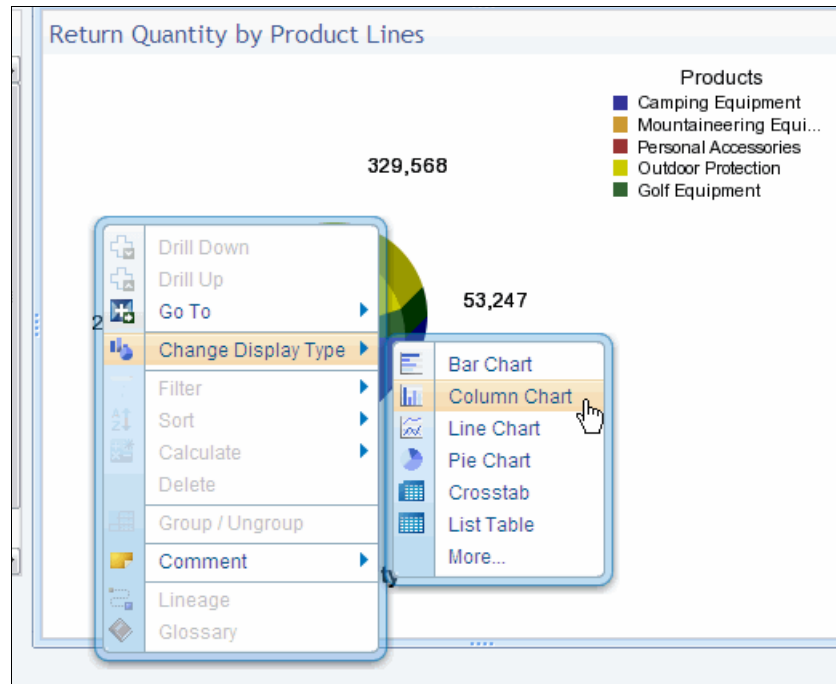 Return Quantity by Product Lines
Products
Camping Equipment
Mountaineering Equi...
Personal Accessories
Outdoor Protection
Golf Equipment
329,568
53,247
2
Drill Down
Drill Up
Go To
Change Display Type
Filter
Sort
Calculate
Delete
Group / Ungroup
Comment
Lineage
Glossary
Bar Chart
Column Chart
Line Chart
Pie Chart
Crosstab
List Table
More...
ty